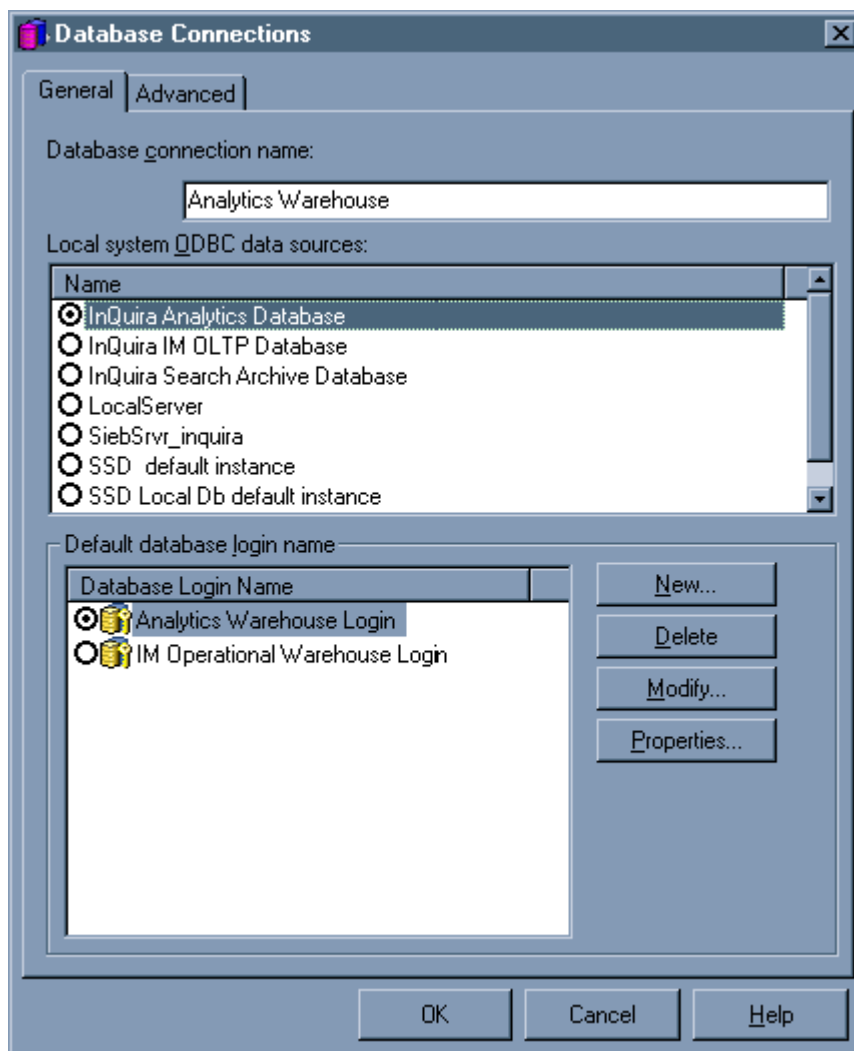 Database Connections
General
Advanced
Database connection name:
Analytics Warehouse
Local system ODBC data sources:
Name
InQuira Analytics Database
InQuira IM OLTP Database
InQuira Search Archive Database
LocalServer
SiebSrvr_inquira
SSD  default instance
SSD Local Db default instance
Default database login name
Database Login Name
Analytics Warehouse Login
IM Operational Warehouse Login
New...
Delete
Modify...
Properties...
OK
Cancel
Help